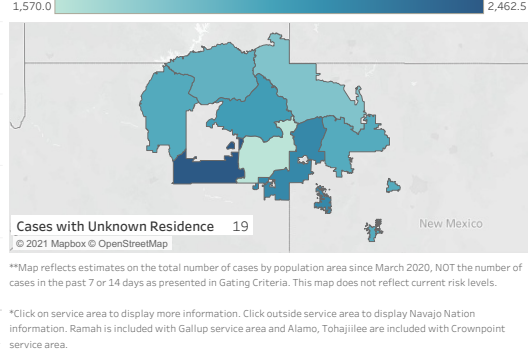 1,570.0 2,462.5
New Mexico
Cases with Unknown Residence 19
© 2021 Mapbox © OpenStreetMap
**Map reflects estimates on the total number of cases by population area since March 2020, NOT the number of
cases in the past 7 or 14 days as presented in Gating Criteria. This map does not reflect current risk levels.
*Click on service area to display more information. Click outside service area to display Navajo Nation
information. Ramah is included with Gallup service area and Alamo, Tohajiilee are included with Crownpoint
service area.